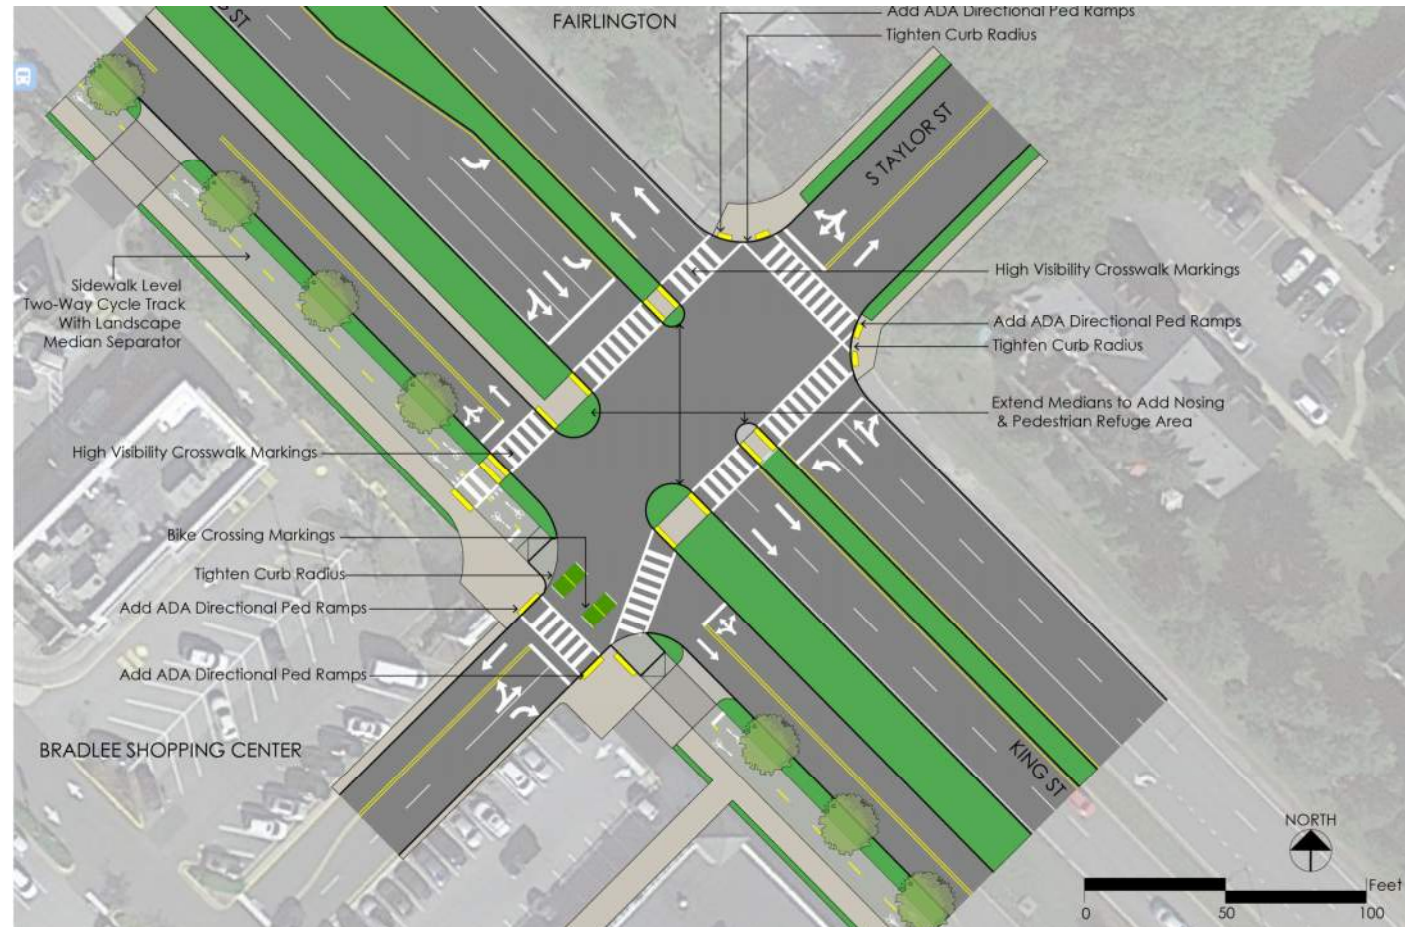 FAIRLINGTON
Add ADA Directional Ped Ramps
Tighten Curb Radius
S TAYLOR ST
High Visibility Crosswalk Markings
Add ADA Directional Ped Ramps
Tighten Curb Radius
Extend Medians to Add Nosing
& Pedestrian Refuge Area
Sidewalk Level
Two-Way Cycle Track
With Landscape
Median Separator
High Visibility Crosswalk Markings
Bike Crossing Markings
Tighten Curb Radius
Add ADA Directional Ped Ramps
Add ADA Directional Ped Ramps
BRADLEE SHOPPING CENTER
KING ST
NORTH
Feet
0 50 100